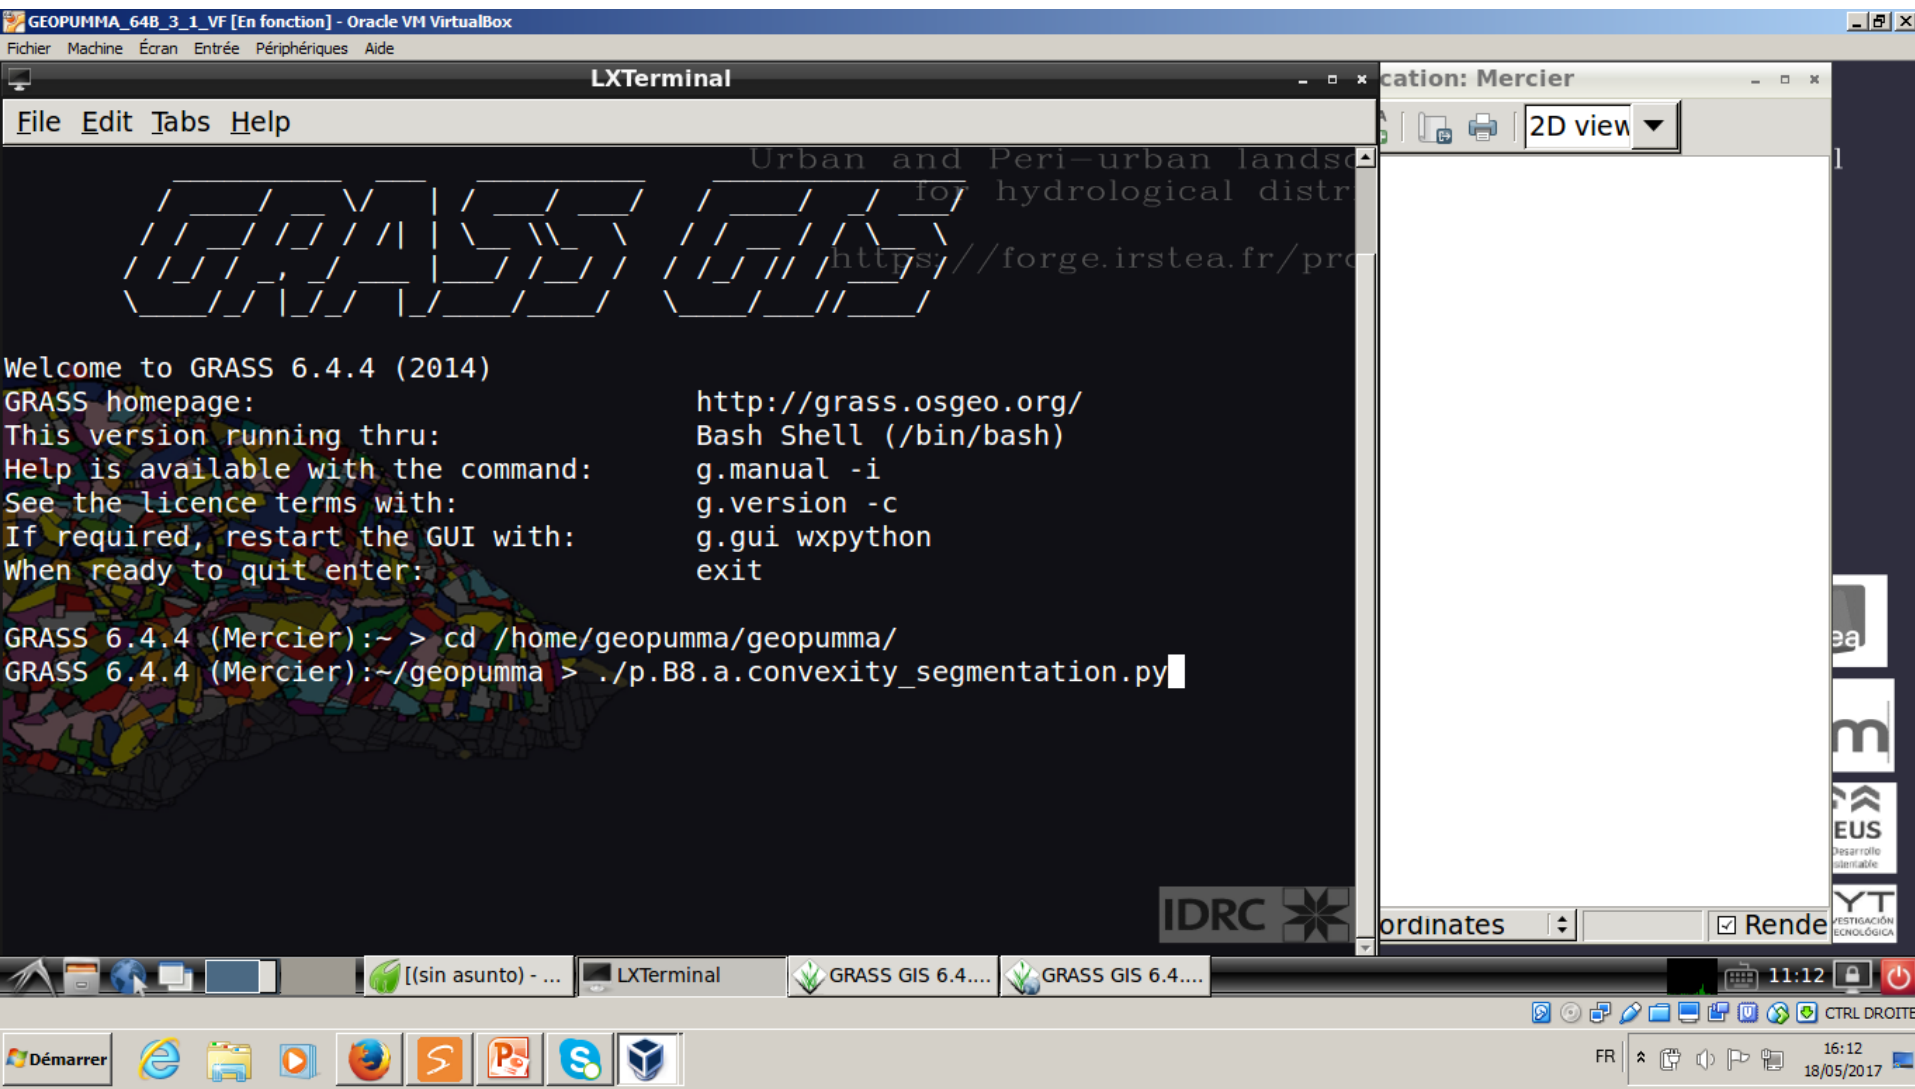 GEOPUMMA_64B_3_1_VF [En fonction] - Oracle VM VirtualBox
Fichier Machine Écran Entrée Périphériques Aide
LXTerminal
cation: Mercier
File Edit Tabs Help
2D view
Urban and Peri-urban landsc
for hydrological distr
GRASS GIS
https://forge.irstea.fr/pro
Welcome to GRASS 6.4.4 (2014)
GRASS homepage: http://grass.osgeo.org/
This version running thru: Bash Shell (/bin/bash)
Help is available with the command: g.manual -i
See the licence terms with: g.version -c
If required, restart the GUI with: g.gui wxpython
When ready to quit enter: exit
GRASS 6.4.4 (Mercier):~ > cd /home/geopumma/geopumma/
GRASS 6.4.4 (Mercier):~/geopumma > ./p.B8.a.convexity_segmentation.py
ea
m
EUS
Desarrollo
YT
ECNOLÓGICA
IDRC
ordinates
Rende
[(sin asunto) - ...
LXTerminal
GRASS GIS 6.4....
GRASS GIS 6.4....
11:12
CTRL DROITE
Démarrer
FR
16:12
18/05/2017